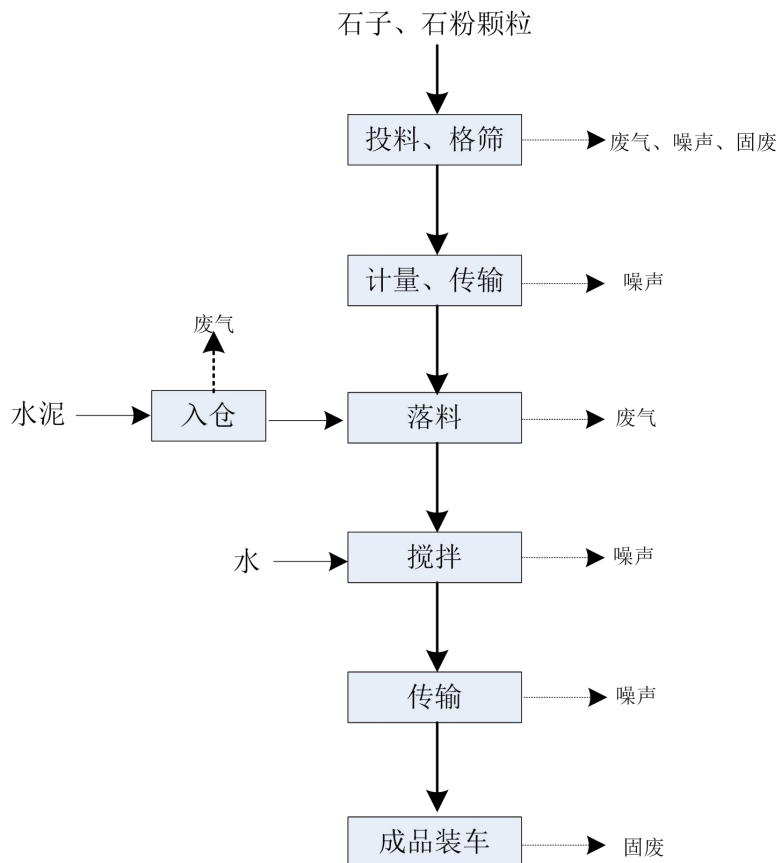 石子、石粉颗粒
投料、格筛
废气、噪声、固废
计量、传输
噪声
废气
水泥
入仓
落料
废气
水
搅拌
噪声
传输
噪声
成品装车
固废